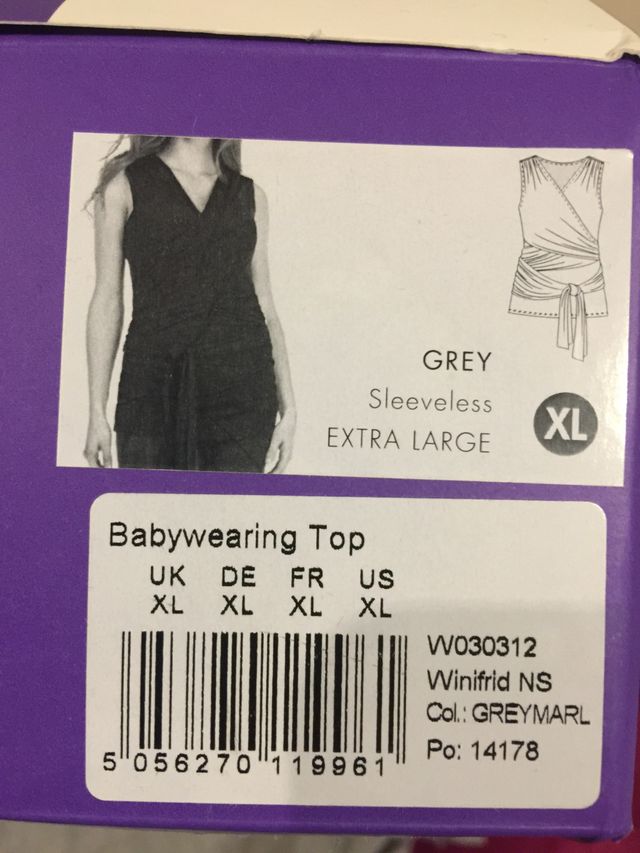 GREY
Sleeveless
EXTRA LARGE
XL
Babywearing Top
UK DE FR US
XL XL XL XL
W030312
Winifrid NS
Col.: GREYMARL
Po: 14178
5 056270 119961